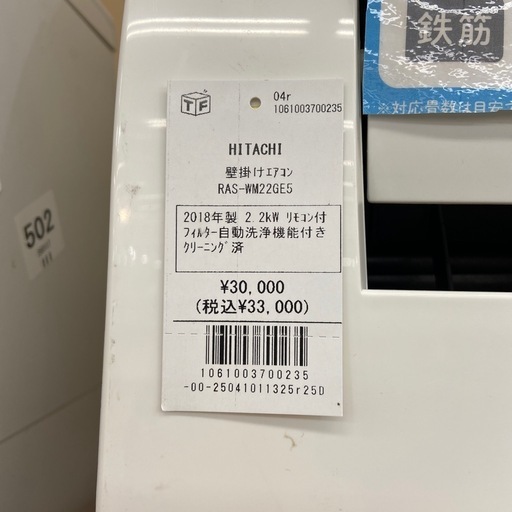 鉄筋
※対応畳数は目安
TF
04r
1061003700235
HITACHI
壁掛けエアコン
RAS-WM22GE5
2018年製 2.2kW リモコン付
フィルター自動洗浄機能付き
クリーニング済
¥30,000
(税込¥33,000)
1061003700235
-00-25041011325r25D
502